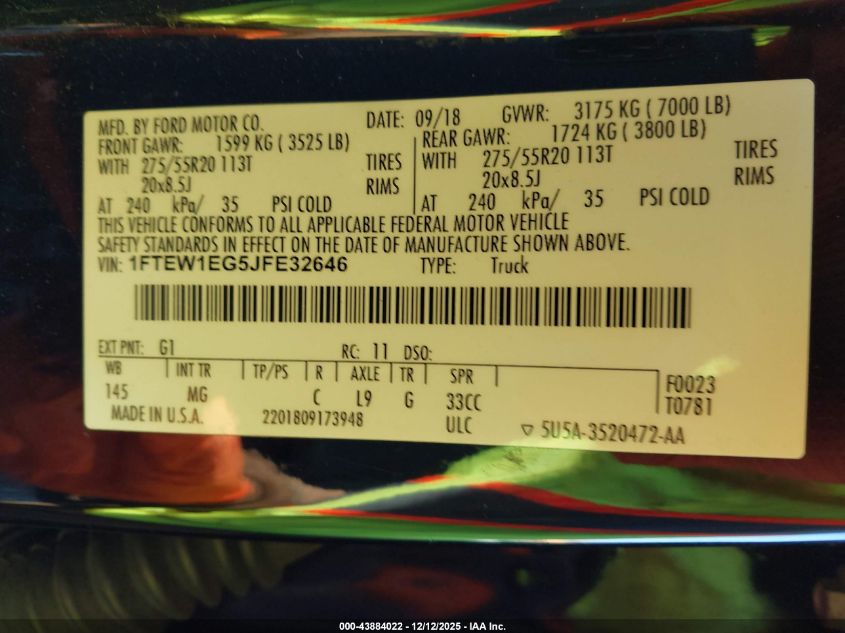 MFD. BY FORD MOTOR CO.
DATE: 09/18 GVWR: 3175 KG ( 7000 LB)
FRONT GAWR: 1599 KG ( 3525 LB)
WITH 275/55R20 113T TIRES
20x8.5J RIMS
AT 240 kPa/ 35 PSI COLD
REAR GAWR: 1724 KG ( 3800 LB)
WITH 275/55R20 113T TIRES
20x8.5J RIMS
AT 240 kPa/ 35 PSI COLD
THIS VEHICLE CONFORMS TO ALL APPLICABLE FEDERAL MOTOR VEHICLE
SAFETY STANDARDS IN EFFECT ON THE DATE OF MANUFACTURE SHOWN ABOVE.
VIN: 1FTEW1EG5JFE32646 TYPE: Truck
EXT PNT: G1 RC: 11 DSO:
WB INT TR TP/PS R AXLE TR SPR
145 MG C L9 G 33CC
F0023
T0781
MADE IN U.S.A. 2201809173948 ULC
5U5A-3520472-AA
000-43884022 - 12/12/2025 - IAA Inc.